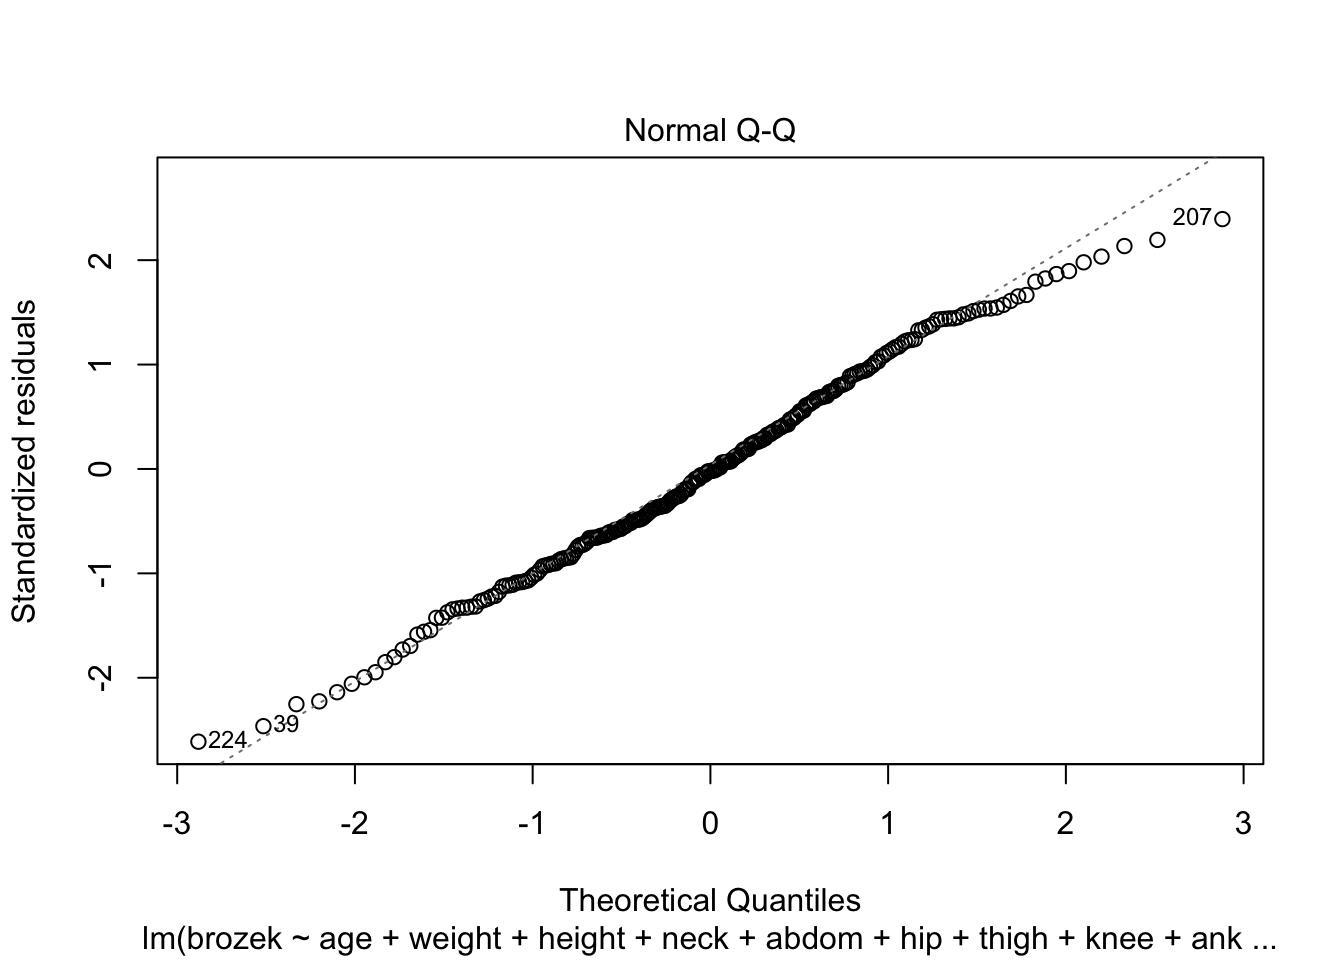 Normal Q-Q
Standardized residuals
2
1
0
-1
-2
207
39
224
-3 -2 -1 0 1 2 3
Theoretical Quantiles
lm(brozek ~ age + weight + height + neck + abdom + hip + thigh + knee + ank ...